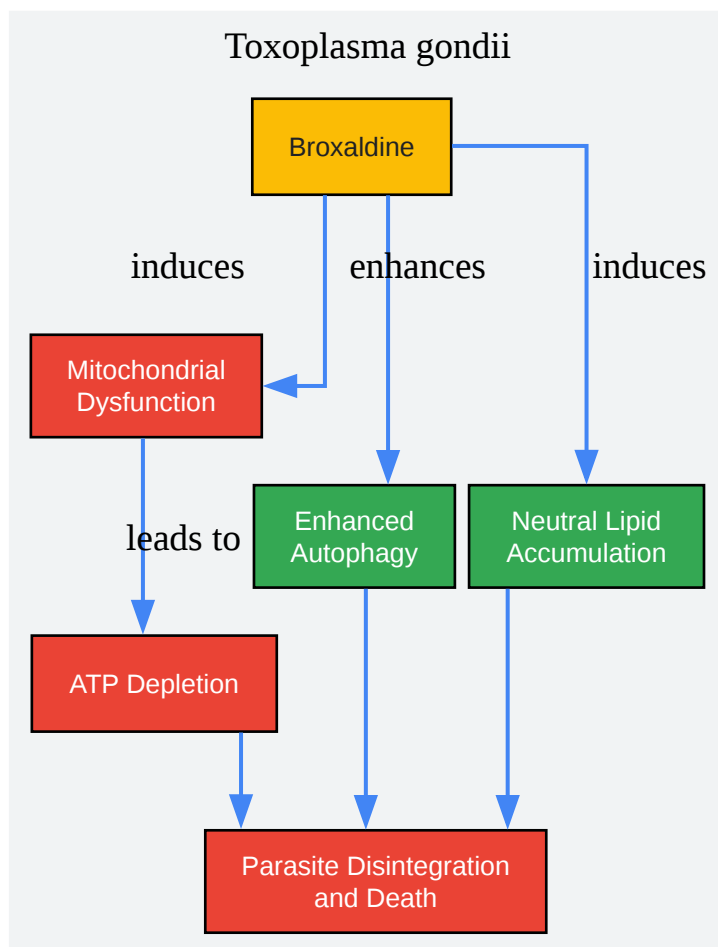 Toxoplasma gondii
Broxaldine
induces
enhances
induces
Mitochondrial
Dysfunction
leads to
Enhanced
Autophagy
Neutral Lipid
Accumulation
ATP Depletion
Parasite Disintegration
and Death